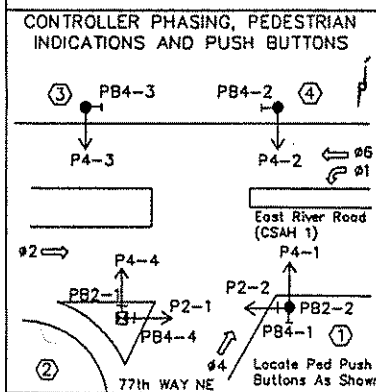 CONTROLLER PHASING, PEDESTRIAN
INDICATIONS AND PUSH BUTTONS
3
PB4-3
PB4-2
4
P4-3
P4-2
ø6
ø1
East River Road
(CSAH 1)
ø2
P4-4
P4-1
PB2-1
P2-1
P2-2
PB2-2
PB4-4
PB4-1
1
2
ø4
77th WAY NE
Locate Ped Push
Buttons As Shown